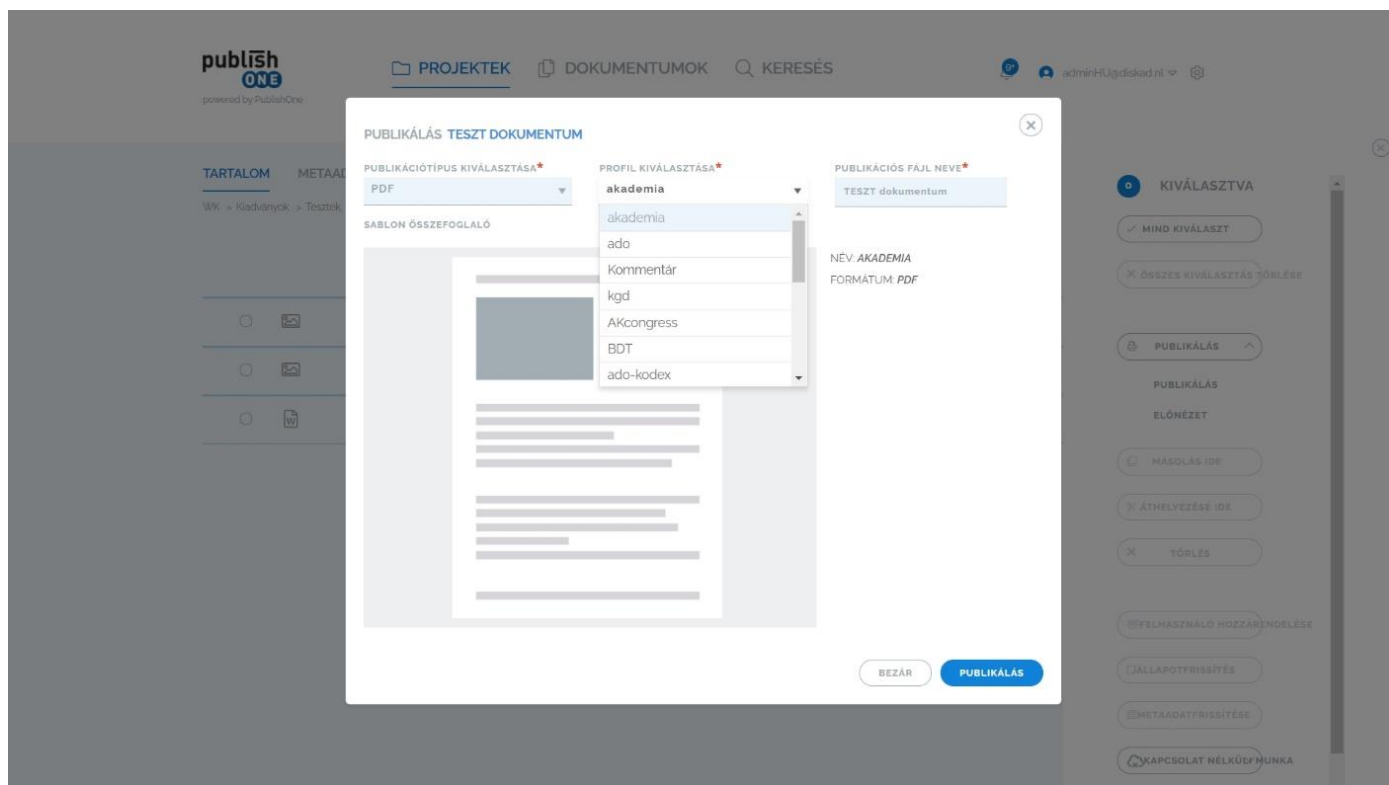 publish
ONE
powered by PublishOne
PROJEKTEK
DOKUMENTUMOK
KERESÉS
9+
adminHU@diskad.nl
PUBLIKÁLÁS TESZT DOKUMENTUM
PUBLIKÁCIÓTÍPUS KIVÁLASZTÁSA*
PROFIL KIVÁLASZTÁSA*
PUBLIKÁCIÓS FÁJL NEVE*
PDF
akademia
TESZT dokumentum
SABLON ÖSSZEFOGLALÓ
akademia
ado
Kommentár
kgd
AKcongress
BDT
ado-kodex
NÉV: AKADEMIA
FORMÁTUM: PDF
BEZÁR
PUBLIKÁLÁS
TARTALOM
METAAD
WK > Kiadványok > Tesztek
0 KIVÁLASZTVA
MIND KIVÁLASZT
ÖSSZES KIVÁLASZTÁS TÖRLÉSE
PUBLIKÁLÁS
PUBLIKÁLÁS
ELŐNÉZET
MÁSOLÁS IDE
ÁTHELYEZÉSE IDE
TÖRLÉS
FELHASZNÁLÓ HOZZÁRENDELÉSE
ÁLLAPOTFRISSÍTÉS
METAADATFRISSÍTÉSE
KAPCSOLAT NÉLKÜLI MUNKA